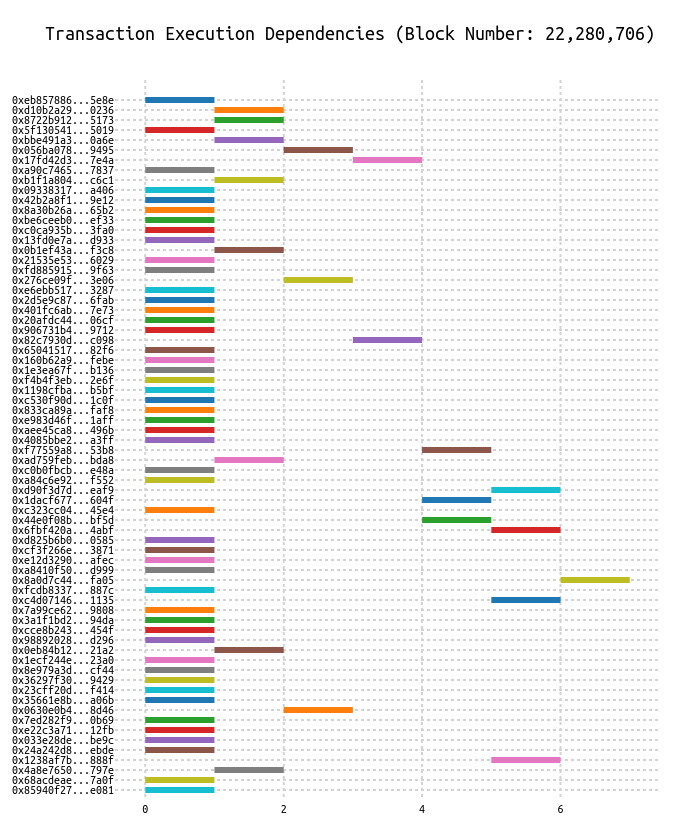 Transaction Execution Dependencies (Block Number: 22,280,706)
0xeb857886...5e8e
0xd10b2a29...0236
0x8722b912...5173
0x5f130541...5019
0xbbe491a3...0a6e
0x056ba078...9495
0x17fd42d3...7e4a
0xa90c7465...7837
0xb1f1a804...c6c1
0x09338317...a406
0x42b2a8f1...9e12
0x8a30b26a...65b2
0xbe6ceeb0...ef33
0xc0ca935b...3fa0
0x13fd0e7a...d933
0x0b1ef43a...f3c8
0x21535e53...6029
0xfd885915...9f63
0x276ce09f...3e06
0xe6ebb517...3287
0x2d5e9c87...6fab
0x401fc6ab...7e73
0x20afdc44...06cf
0x906731b4...9712
0x82c7930d...c098
0x65041517...82f6
0x160b62a9...febe
0x1e3ea67f...b136
0xf4b4f3eb...2e6f
0x1198cfba...b5bf
0xc530f90d...1c0f
0x833ca89a...faf8
0xe983d46f...1aff
0xaee45ca8...496b
0x4085bbe2...a3ff
0xf77559a8...53b8
0xad759feb...bda8
0xc0b0fbcb...e48a
0xa84c6e92...f552
0xd90f3d7d...eaf9
0x1dacf677...604f
0xc323cc04...45e4
0x44e0f08b...bf5d
0x6fbf420a...4abf
0xd825b6b0...0585
0xcf3f266e...3871
0xe12d3290...afec
0xa8410f50...d999
0x8a0d7c44...fa05
0xfcdb8337...887c
0xc4d07146...1135
0x7a99ce62...9808
0x3a1f1bd2...94da
0xcce8b243...454f
0x98892028...d296
0x0eb84b12...21a2
0x1ecf244e...23a0
0x8e979a3d...cf44
0x36297f30...9429
0x23cff20d...f414
0x35661e8b...a06b
0x0630e0b4...8d46
0x7ed282f9...0b69
0xe22c3a71...12fb
0x033e28de...be9c
0x24a242d8...ebde
0x1238af7b...888f
0x4a8e7650...797e
0x68acdeae...7a0f
0x85940f27...e081
0 2 4 6